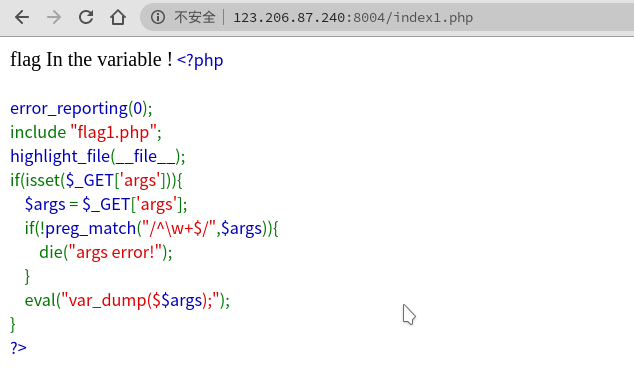 不安全 123.206.87.240:8004/index1.php
flag In the variable ! <?php
error_reporting(0);
include "flag1.php";
highlight_file(__file__);
if(isset($_GET['args'])){
$args = $_GET['args'];
if(!preg_match("/^\w+$/",$args)){
die("args error!");
}
eval("var_dump($$args);");
}
?>